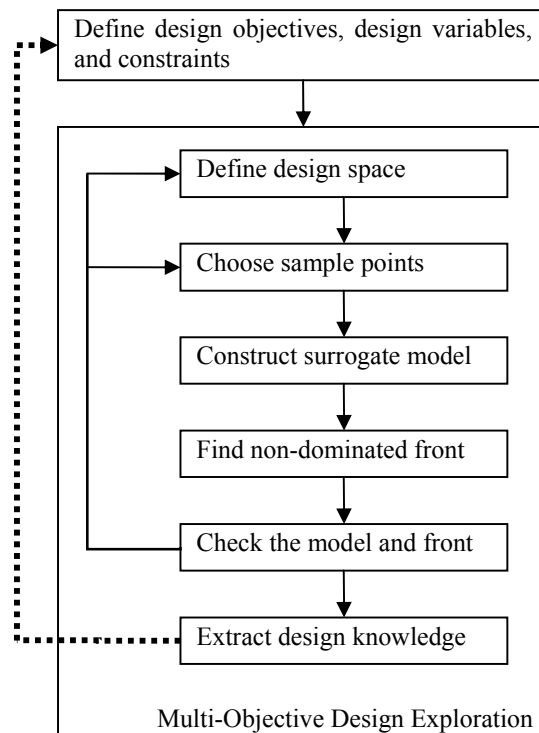 Define design objectives, design variables,
and constraints
Define design space
Choose sample points
Construct surrogate model
Find non-dominated front
Check the model and front
Extract design knowledge
Multi-Objective Design Exploration